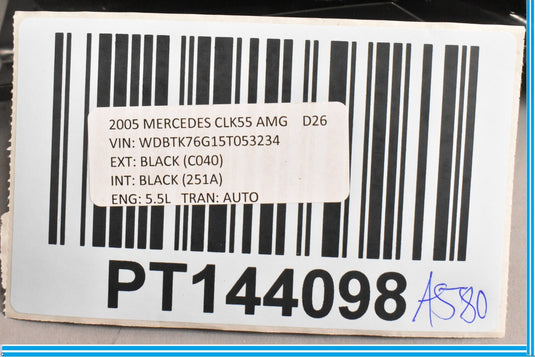 2005 MERCEDES CLK55 AMG D26
VIN: WDBTK76G15T053234
EXT: BLACK (C040)
INT: BLACK (251A)
ENG: 5.5L TRAN: AUTO
PT144098
A580